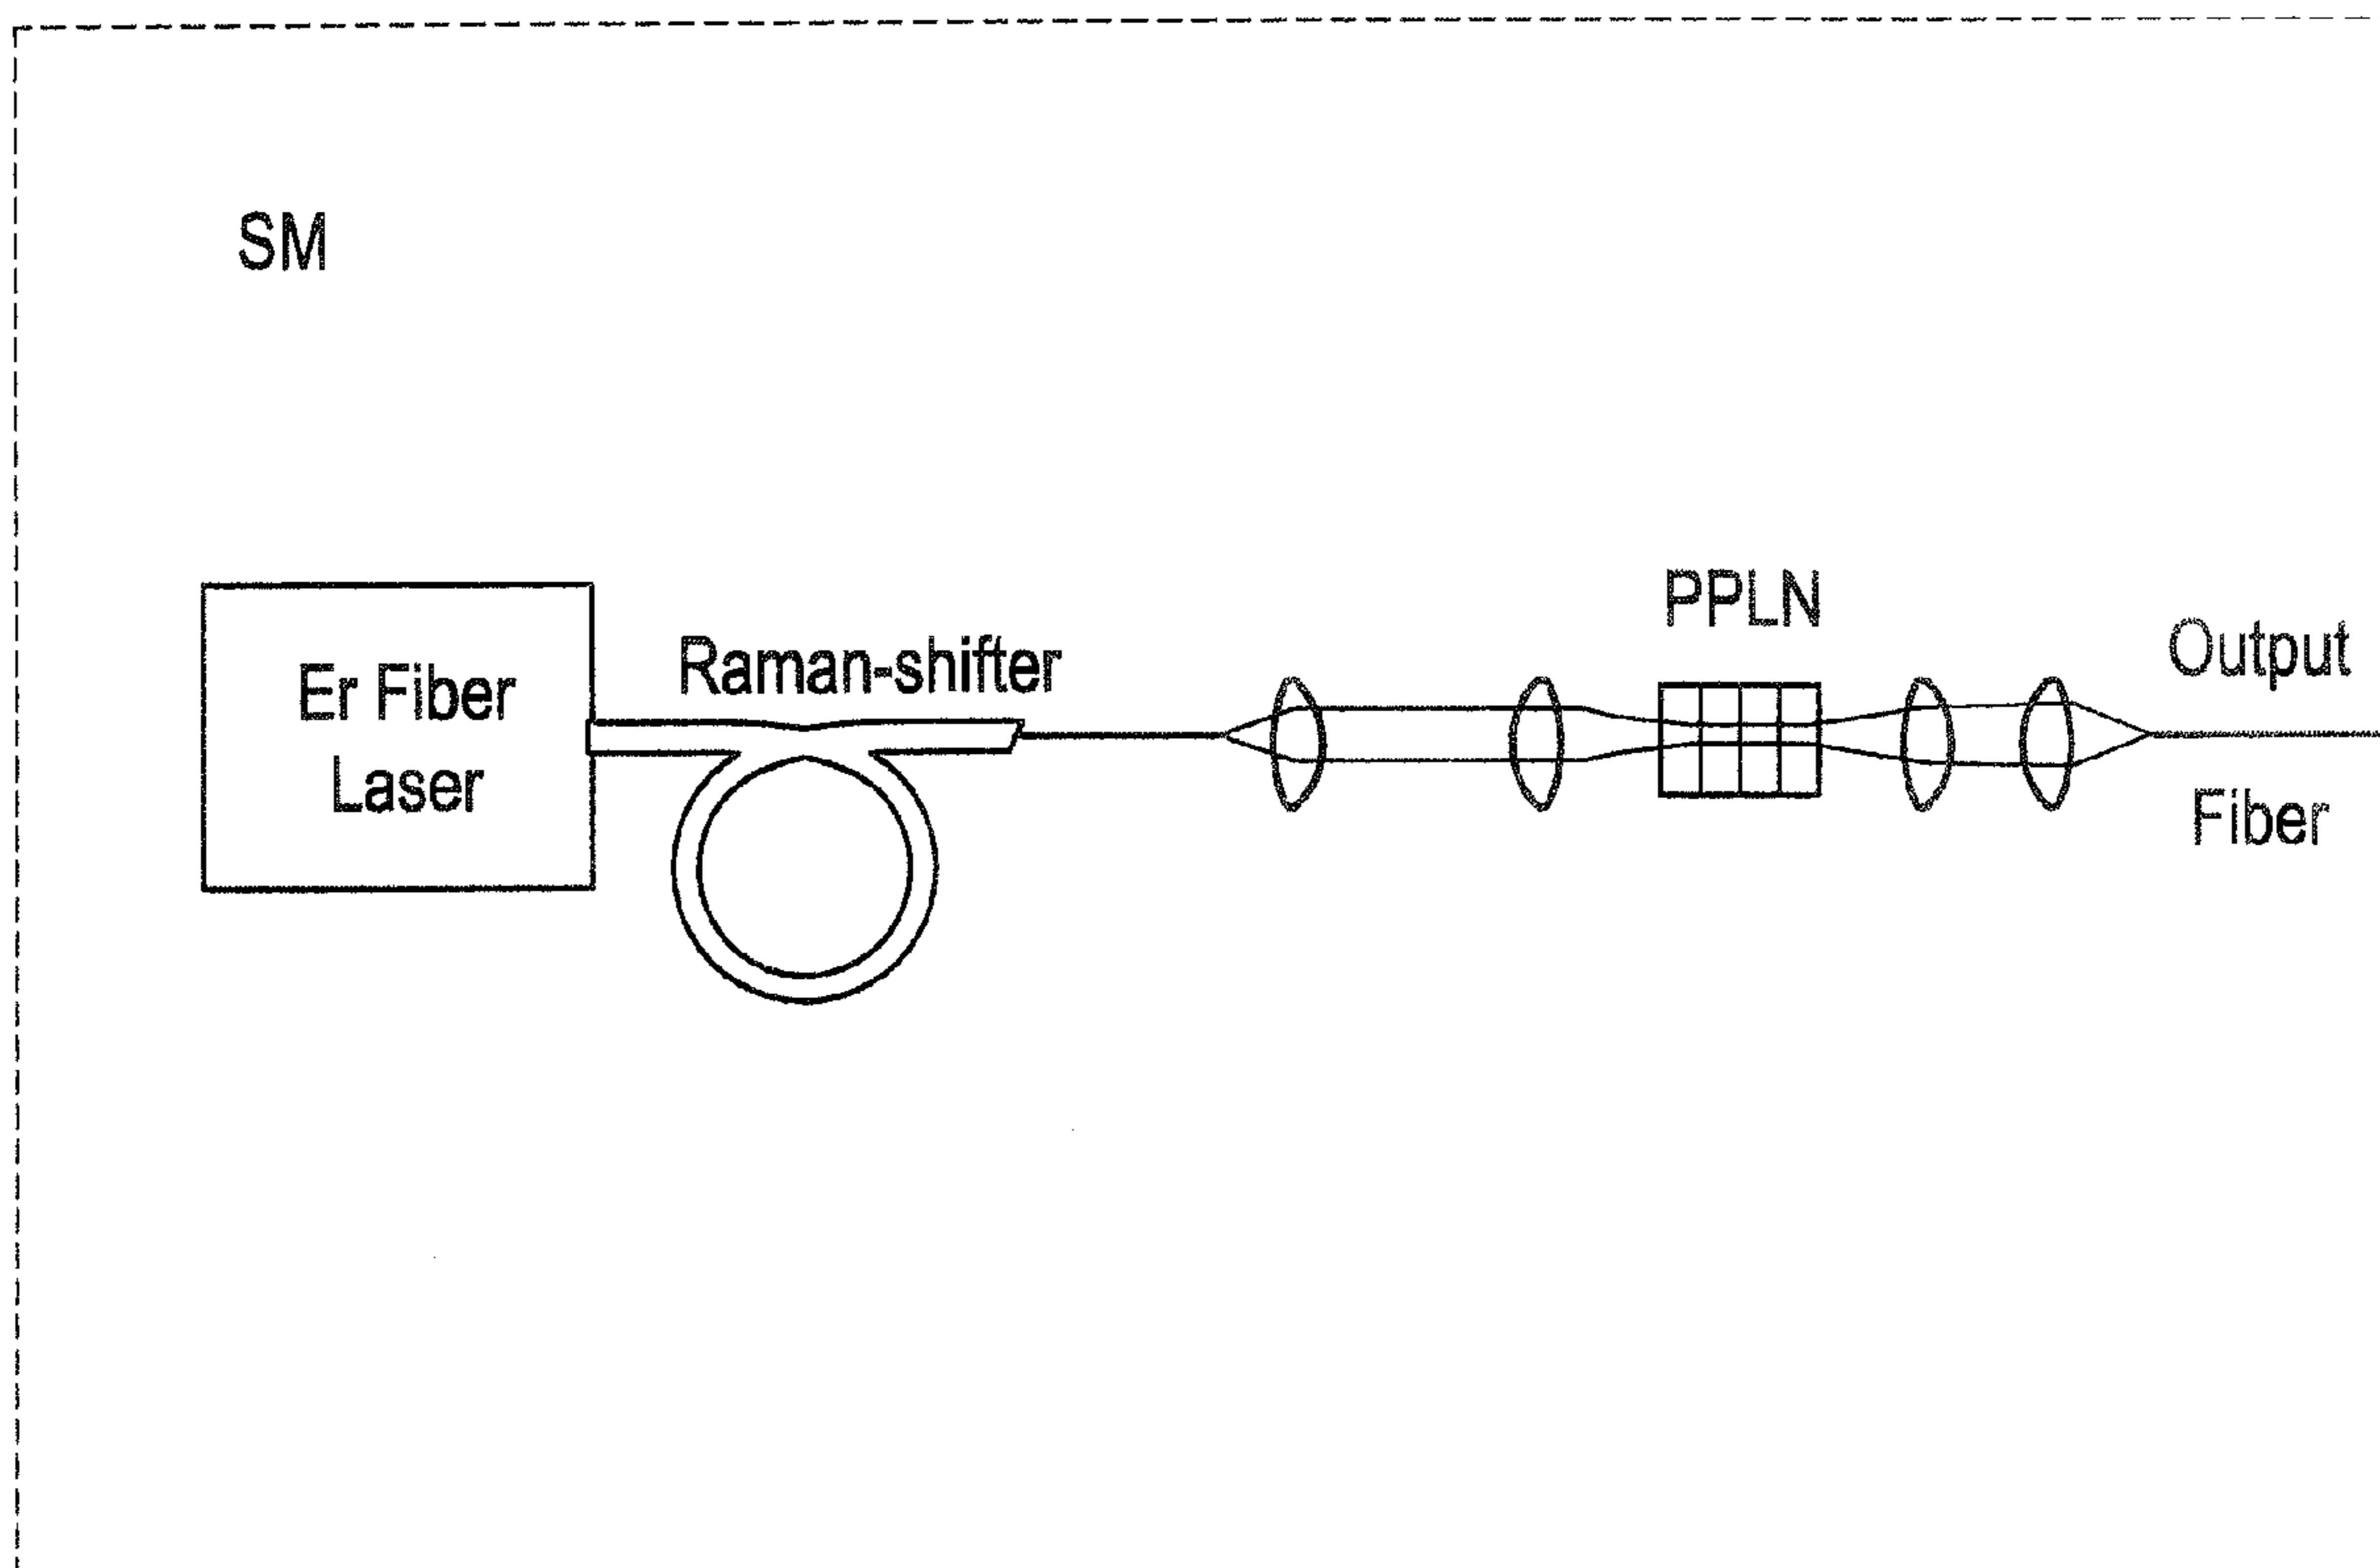 SM
Er Fiber
Laser
Raman-shifter
PPLN
Output
Fiber